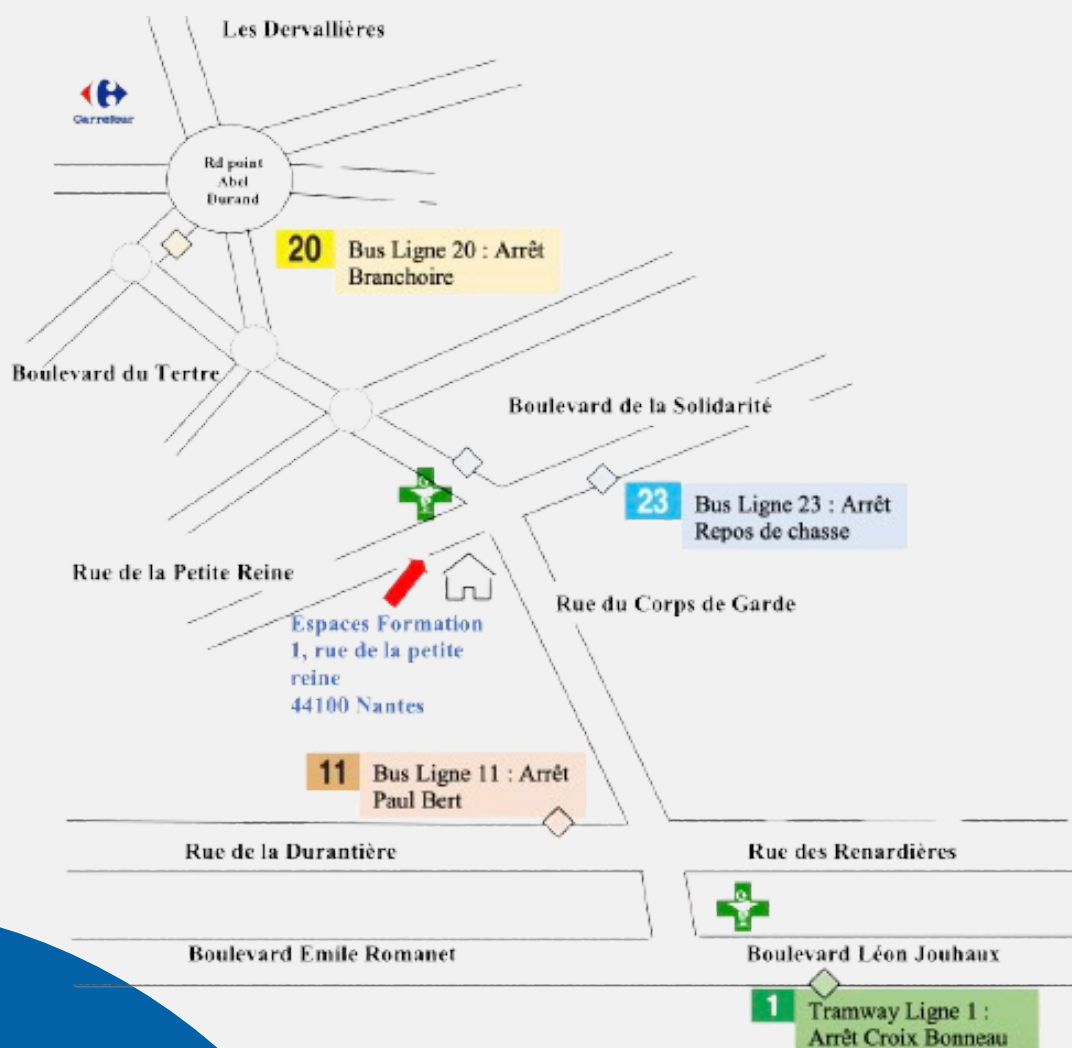 Les Dervallières
Carrefour
Rd point
Abel
Durand
20
Bus Ligne 20 : Arrêt
Branchoire
Boulevard du Tertre
Boulevard de la Solidarité
23
Bus Ligne 23 : Arrêt
Repos de chasse
Rue de la Petite Reine
Rue du Corps de Garde
Espaces Formation
1, rue de la petite
reine
44100 Nantes
11
Bus Ligne 11 : Arrêt
Paul Bert
Rue de la Durantière
Rue des Renardières
Boulevard Emile Romanet
Boulevard Léon Jouhaux
1
Tramway Ligne 1 :
Arrêt Croix Bonneau